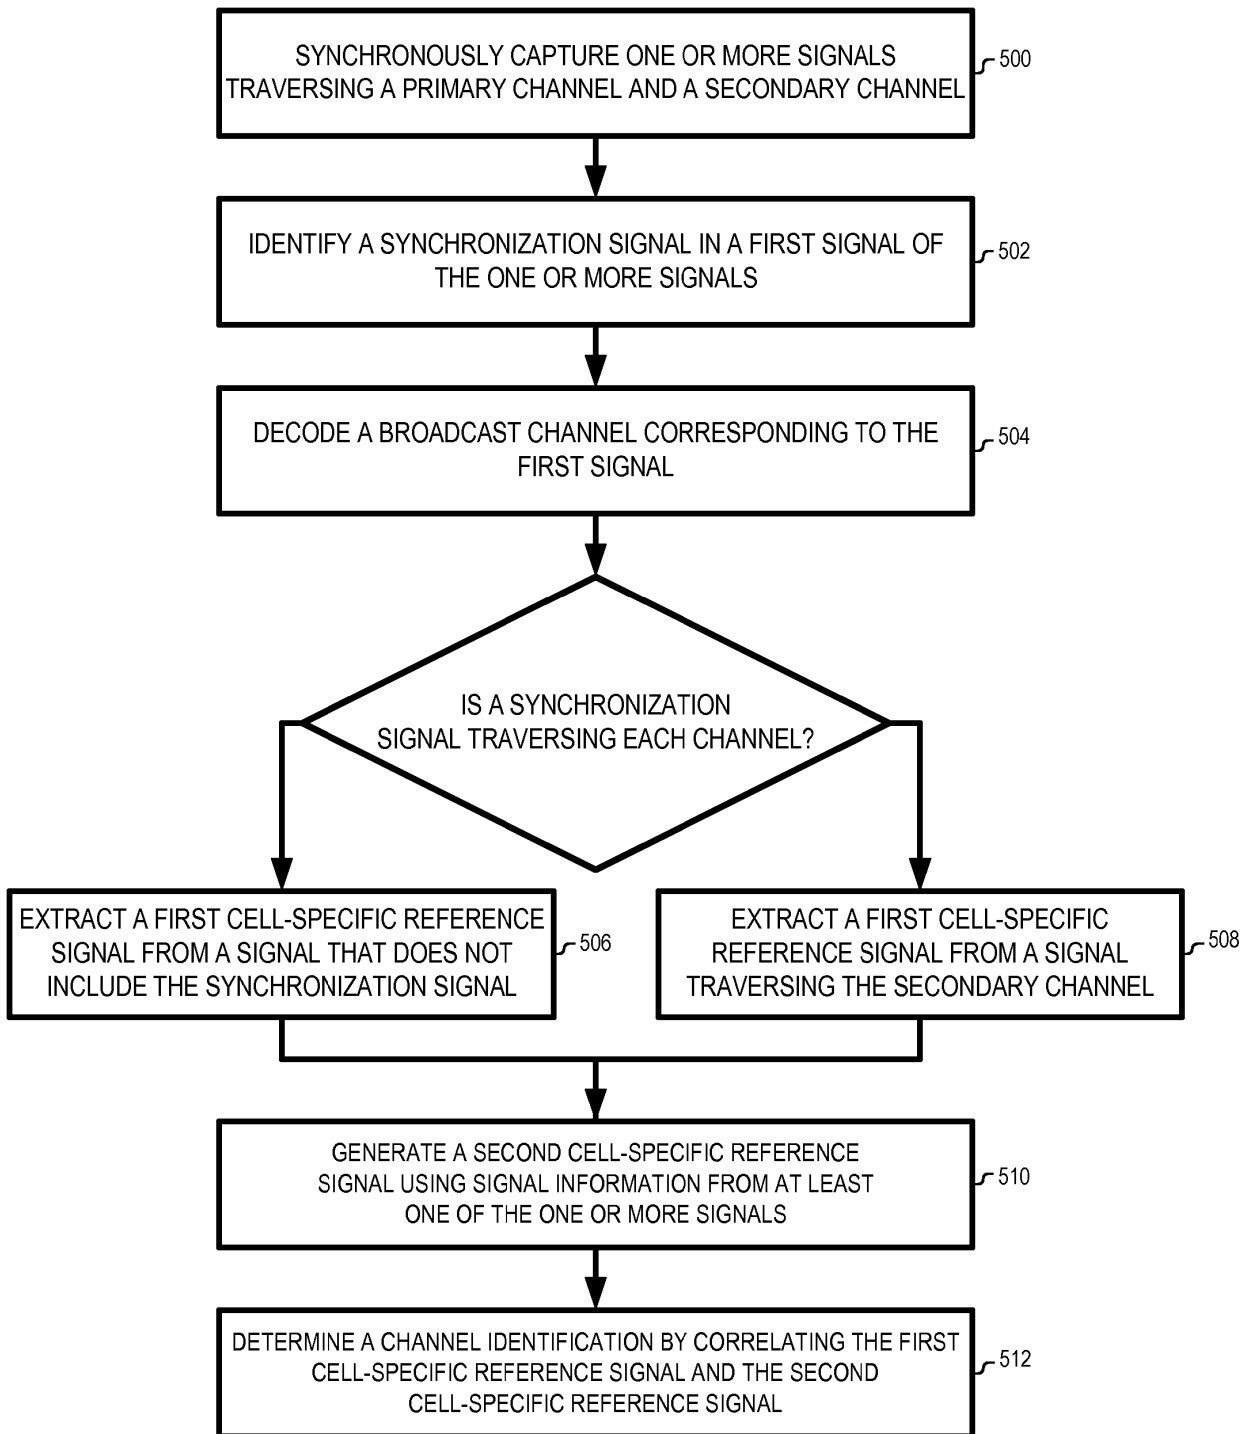 SYNCHRONOUSLY CAPTURE ONE OR MORE SIGNALS
TRAVERSING A PRIMARY CHANNEL AND A SECONDARY CHANNEL
500
IDENTIFY A SYNCHRONIZATION SIGNAL IN A FIRST SIGNAL OF
THE ONE OR MORE SIGNALS
502
DECODE A BROADCAST CHANNEL CORRESPONDING TO THE
FIRST SIGNAL
504
IS A SYNCHRONIZATION
SIGNAL TRAVERSING EACH CHANNEL?
EXTRACT A FIRST CELL-SPECIFIC REFERENCE
SIGNAL FROM A SIGNAL THAT DOES NOT
INCLUDE THE SYNCHRONIZATION SIGNAL
506
EXTRACT A FIRST CELL-SPECIFIC
REFERENCE SIGNAL FROM A SIGNAL
TRAVERSING THE SECONDARY CHANNEL
508
GENERATE A SECOND CELL-SPECIFIC REFERENCE
SIGNAL USING SIGNAL INFORMATION FROM AT LEAST
ONE OF THE ONE OR MORE SIGNALS
510
DETERMINE A CHANNEL IDENTIFICATION BY CORRELATING THE FIRST
CELL-SPECIFIC REFERENCE SIGNAL AND THE SECOND
CELL-SPECIFIC REFERENCE SIGNAL
512